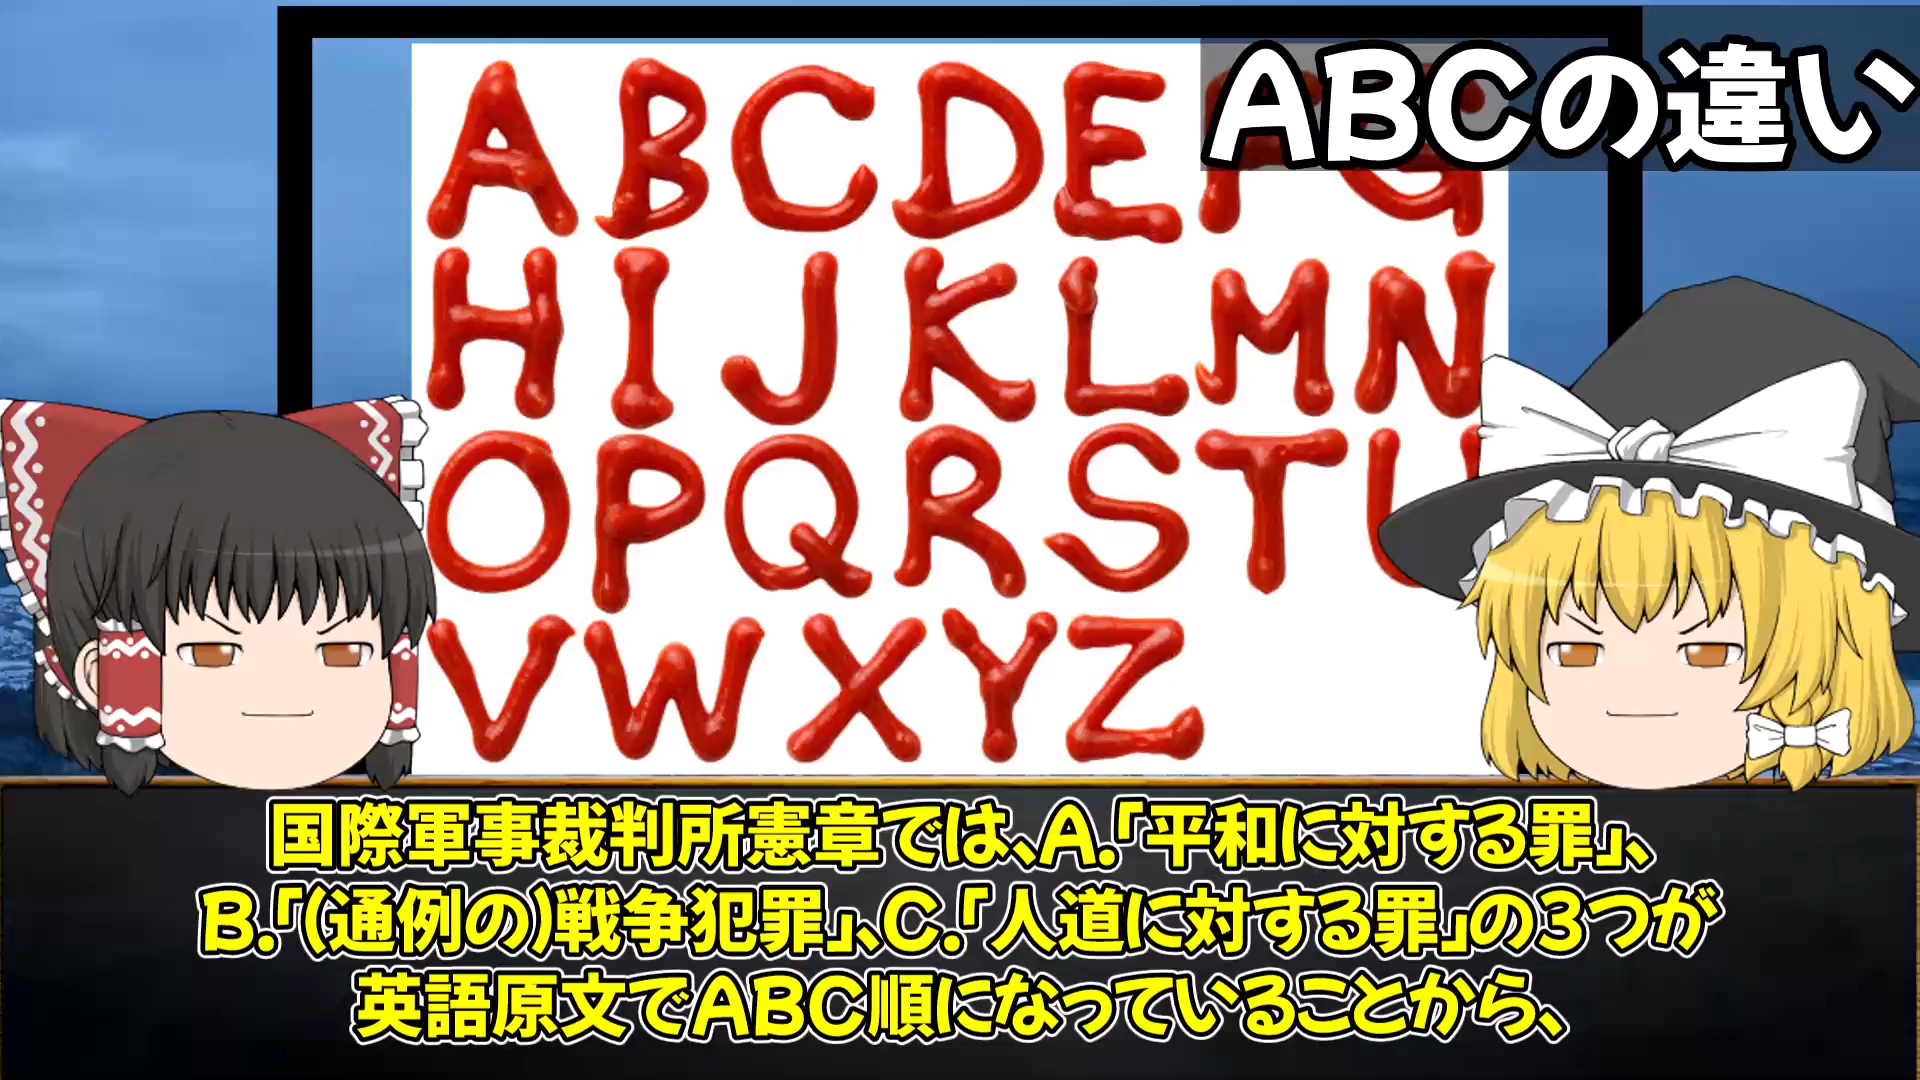 ABCの違い
ABCDEFG
HIJKLMN
OPQRSTU
VWXYZ
国際軍事裁判所憲章では、A.「平和に対する罪」、
B.「(通例の)戦争犯罪」、C.「人道に対する罪」の3つが
英語原文でABC順になっていることから、